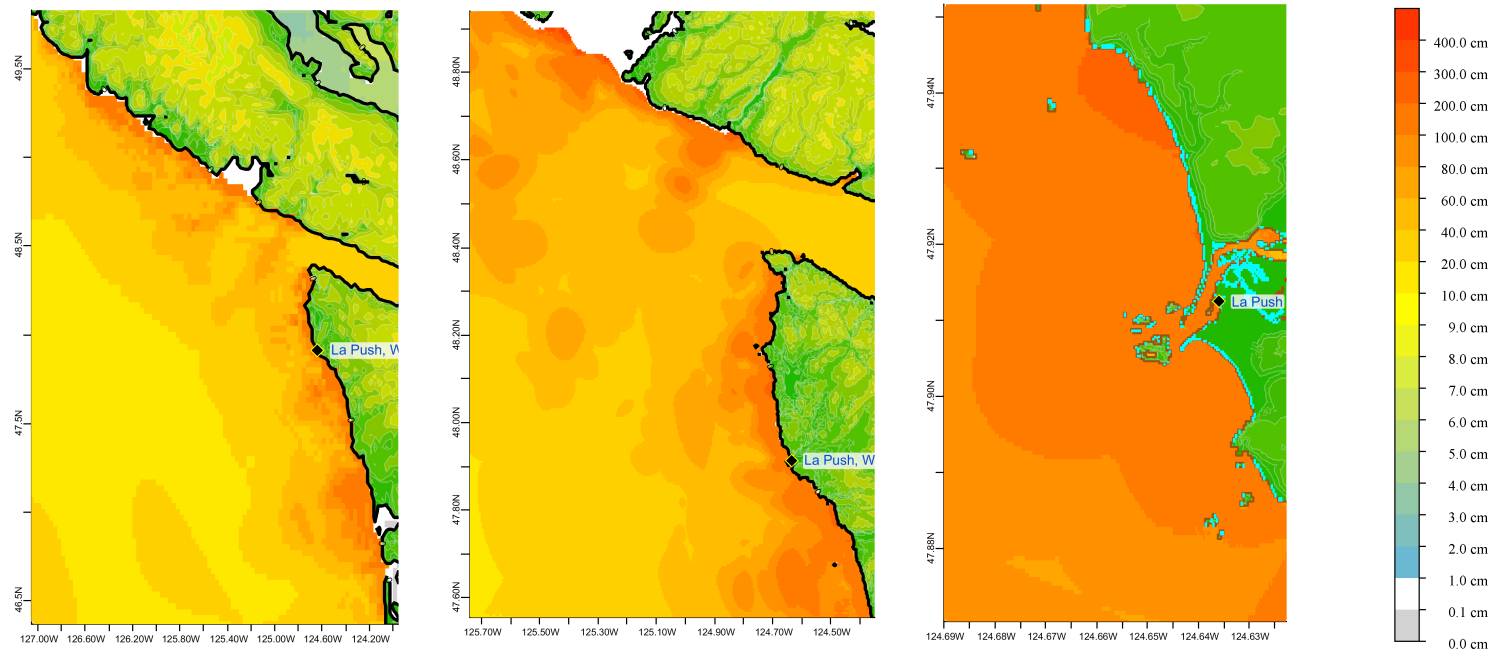 49.5N
48.5N
47.5N
46.5N
127.00W 126.60W 126.20W 125.80W 125.40W 125.00W 124.60W 124.20W
La Push, W
48.80N
48.60N
48.40N
48.20N
48.00N
47.80N
47.60N
125.70W 125.50W 125.30W 125.10W 124.90W 124.70W 124.50W
La Push, W
47.94N
47.92N
47.90N
47.88N
124.69W 124.68W 124.67W 124.66W 124.65W 124.64W 124.63W
La Push
400.0 cm
300.0 cm
200.0 cm
100.0 cm
60.0 cm
40.0 cm
20.0 cm
10.0 cm
9.0 cm
8.0 cm
7.0 cm
6.0 cm
5.0 cm
4.0 cm
3.0 cm
2.0 cm
1.0 cm
0.1 cm
0.0 cm